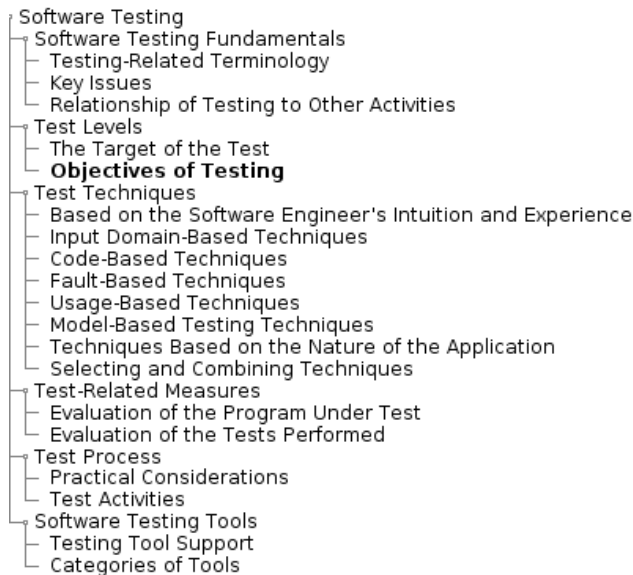 Software Testing
Software Testing Fundamentals
Testing-Related Terminology
Key Issues
Relationship of Testing to Other Activities
Test Levels
The Target of the Test
Objectives of Testing
Test Techniques
Based on the Software Engineer's Intuition and Experience
Input Domain-Based Techniques
Code-Based Techniques
Fault-Based Techniques
Usage-Based Techniques
Model-Based Testing Techniques
Techniques Based on the Nature of the Application
Selecting and Combining Techniques
Test-Related Measures
Evaluation of the Program Under Test
Evaluation of the Tests Performed
Test Process
Practical Considerations
Test Activities
Software Testing Tools
Testing Tool Support
Categories of Tools